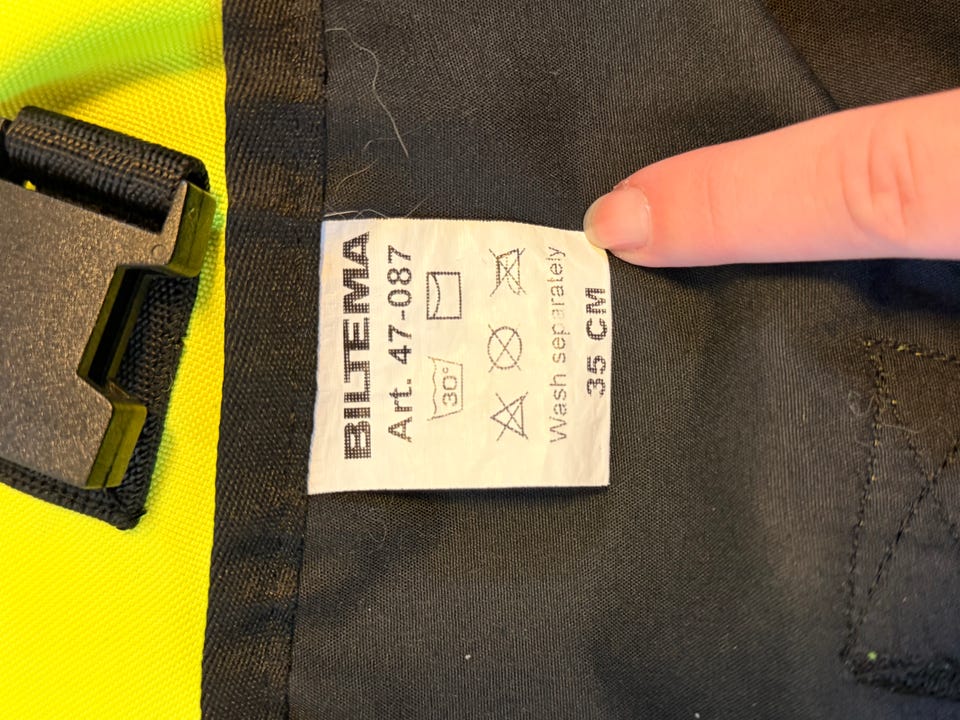 BILTEMA
Art. 47-087
30°
Wash separately
35 CM